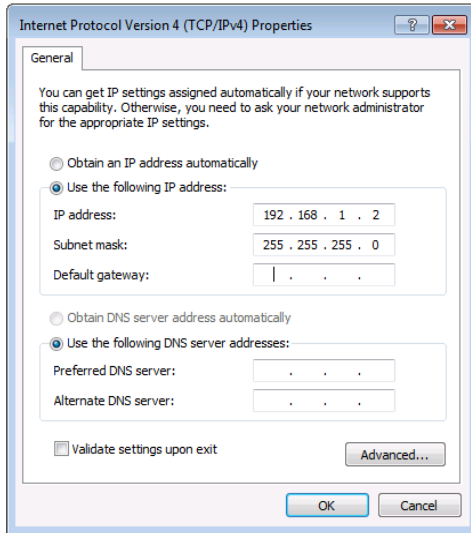 Internet Protocol Version 4 (TCP/IPv4) Properties
?
General
You can get IP settings assigned automatically if your network supports
this capability. Otherwise, you need to ask your network administrator
for the appropriate IP settings.
Obtain an IP address automatically
Use the following IP address:
IP address: 192 . 168 . 1 . 2
Subnet mask: 255 . 255 . 255 . 0
Default gateway: . . .
Obtain DNS server address automatically
Use the following DNS server addresses:
Preferred DNS server: . . .
Alternate DNS server: . . .
Validate settings upon exit
Advanced...
OK Cancel